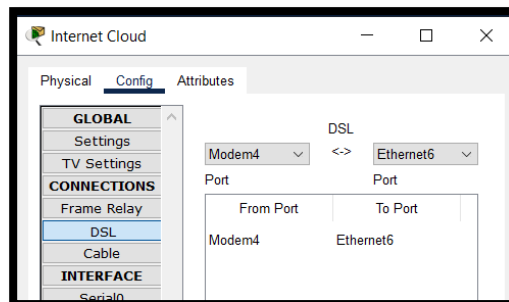 Internet Cloud
Physical Config Attributes
GLOBAL
Settings
TV Settings
CONNECTIONS
Frame Relay
DSL
Cable
INTERFACE
Serial0
DSL
Modem4 <-> Ethernet6
Port Port
From Port To Port
Modem4 Ethernet6